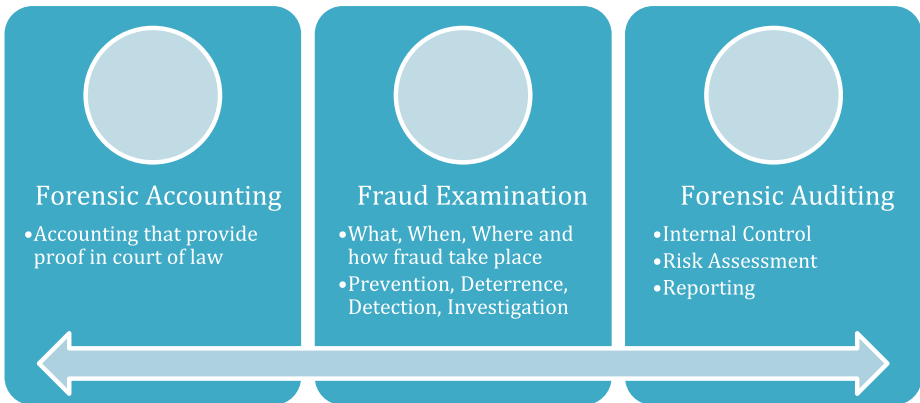 Forensic Accounting
•Accounting that provide
proof in court of law
Fraud Examination
•What, When, Where and
how fraud take place
•Prevention, Deterrence,
Detection, Investigation
Forensic Auditing
•Internal Control
•Risk Assessment
•Reporting